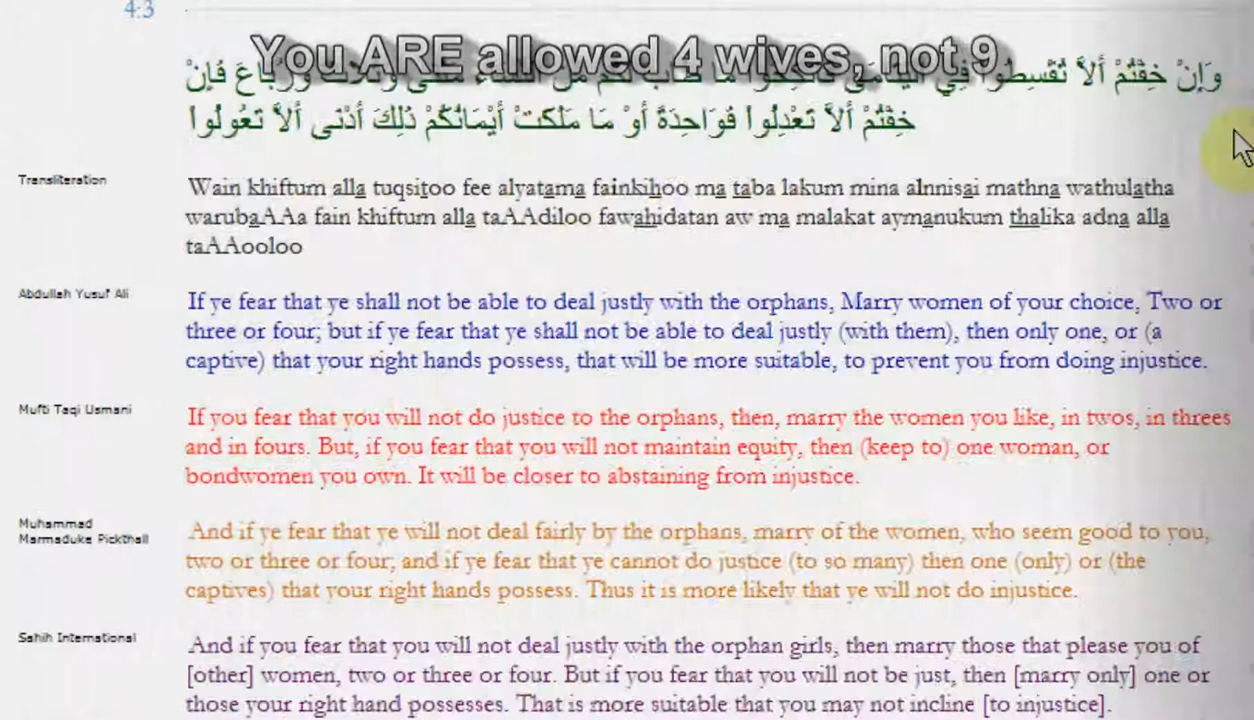 4:3
You ARE allowed 4 wives, not 9
وَإِنْ خِفْتُمْ أَلاَّ تُقْسِطُوا فِي وَرُبَاعَ فَإِنْ
خِفْتُمْ أَلاَّ تَعْدِلُوا فَوَاحِدَةً أَوْ مَا مَلَكَتْ أَيْمَانُكُمْ ذَلِكَ أَدْنَى أَلاَّ تَعُولُوا
Transliteration
Wain khiftum alla tuqsitoo fee alyatama fainkihoo ma taba lakum mina alnnisai mathna wathulatha
warubaAAa fain khiftum alla taAAdiloo fawahidatan aw ma malakat aymanukum thalika adna alla
taAAooloo
Abdullah Yusuf Ali
If ye fear that ye shall not be able to deal justly with the orphans, Marry women of your choice, Two or
three or four; but if ye fear that ye shall not be able to deal justly (with them), then only one, or (a
captive) that your right hands possess, that will be more suitable, to prevent you from doing injustice.
Mufti Taqi Usmani
If you fear that you will not do justice to the orphans, then, marry the women you like, in twos, in threes
and in fours. But, if you fear that you will not maintain equity, then (keep to) one woman, or
bondwomen you own. It will be closer to abstaining from injustice.
Muhammad
Marmaduke Pickthall
And if ye fear that ye will not deal fairly by the orphans, marry of the women, who seem good to you,
two or three or four; and if ye fear that ye cannot do justice (to so many) then one (only) or (the
captives) that your right hands possess. Thus it is more likely that ye will not do injustice.
Sahih International
And if you fear that you will not deal justly with the orphan girls, then marry those that please you of
[other] women, two or three or four. But if you fear that you will not be just, then [marry only] one or
those your right hand possesses. That is more suitable that you may not incline [to injustice].